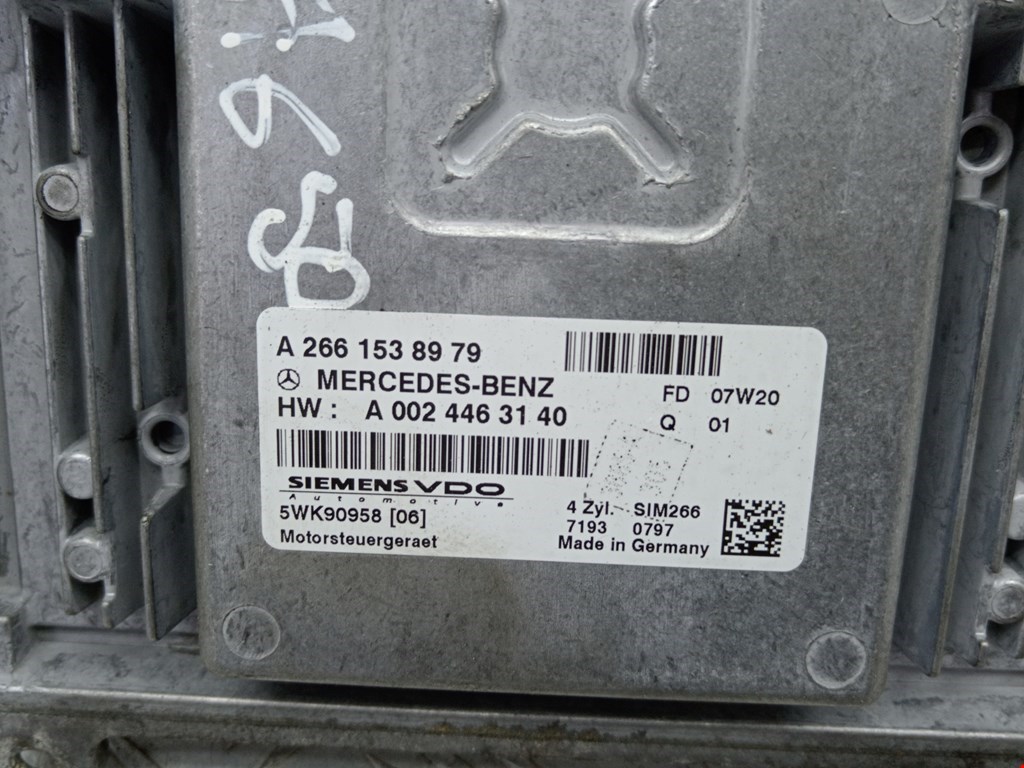 A 266 153 89 79
MERCEDES-BENZ
HW : A 002 446 31 40
FD 07W20
Q 01
SIEMENS VDO
Automotive
5WK90958 [06]
Motorsteuergeraet
4 Zyl. SIM266
7193 0797
Made in Germany